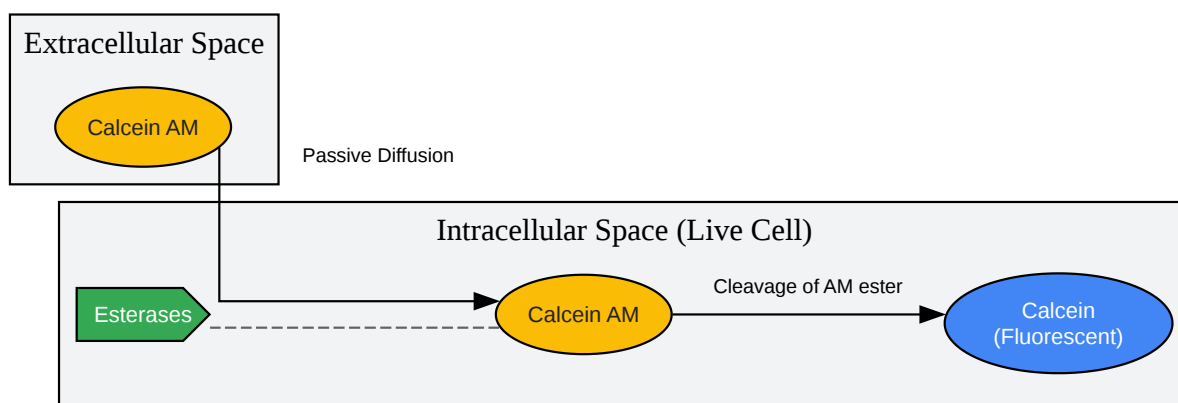 Extracellular Space
Calcein AM
Passive Diffusion
Intracellular Space (Live Cell)
Esterases
Calcein AM
Cleavage of AM ester
Calcein
(Fluorescent)